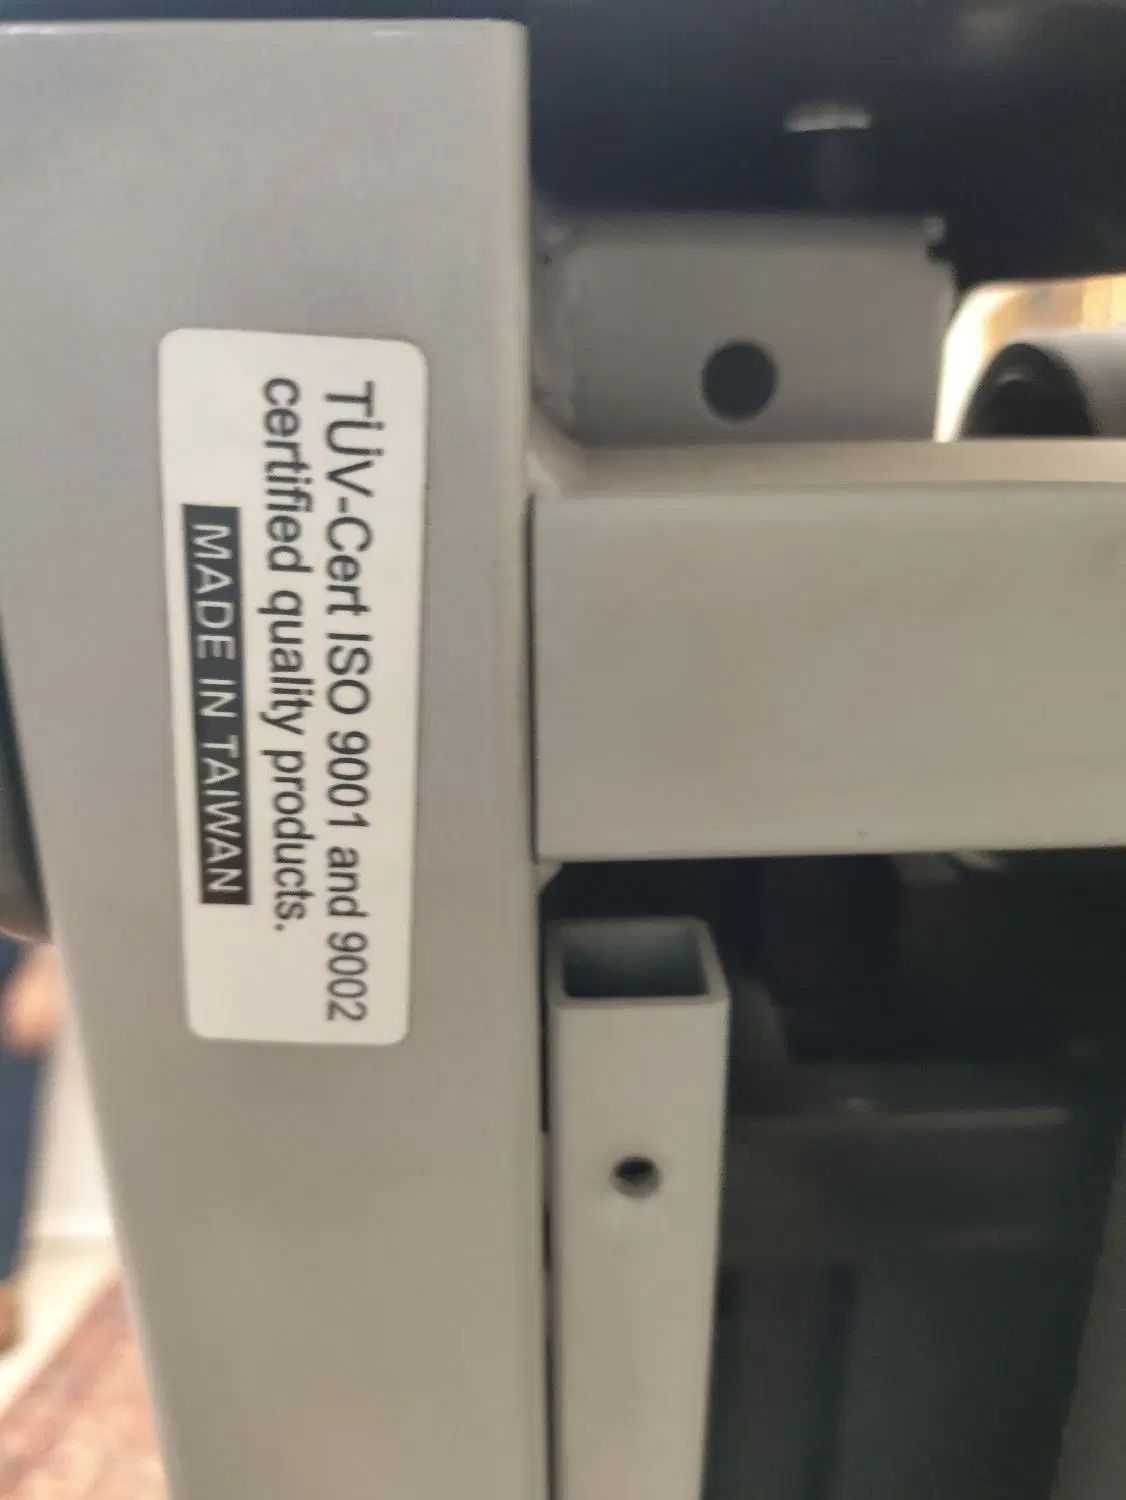 TÜV-Cert ISO 9001 and 9002
certified quality products.
MADE IN TAIWAN